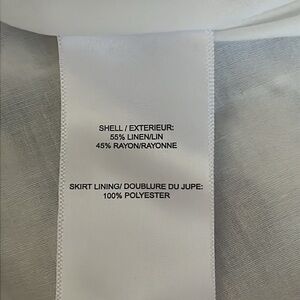 SHELL / EXTERIEUR:
55% LINEN/LIN
45% RAYON/RAYONNE
SKIRT LINING/ DOUBLURE DU JUPE:
100% POLYESTER